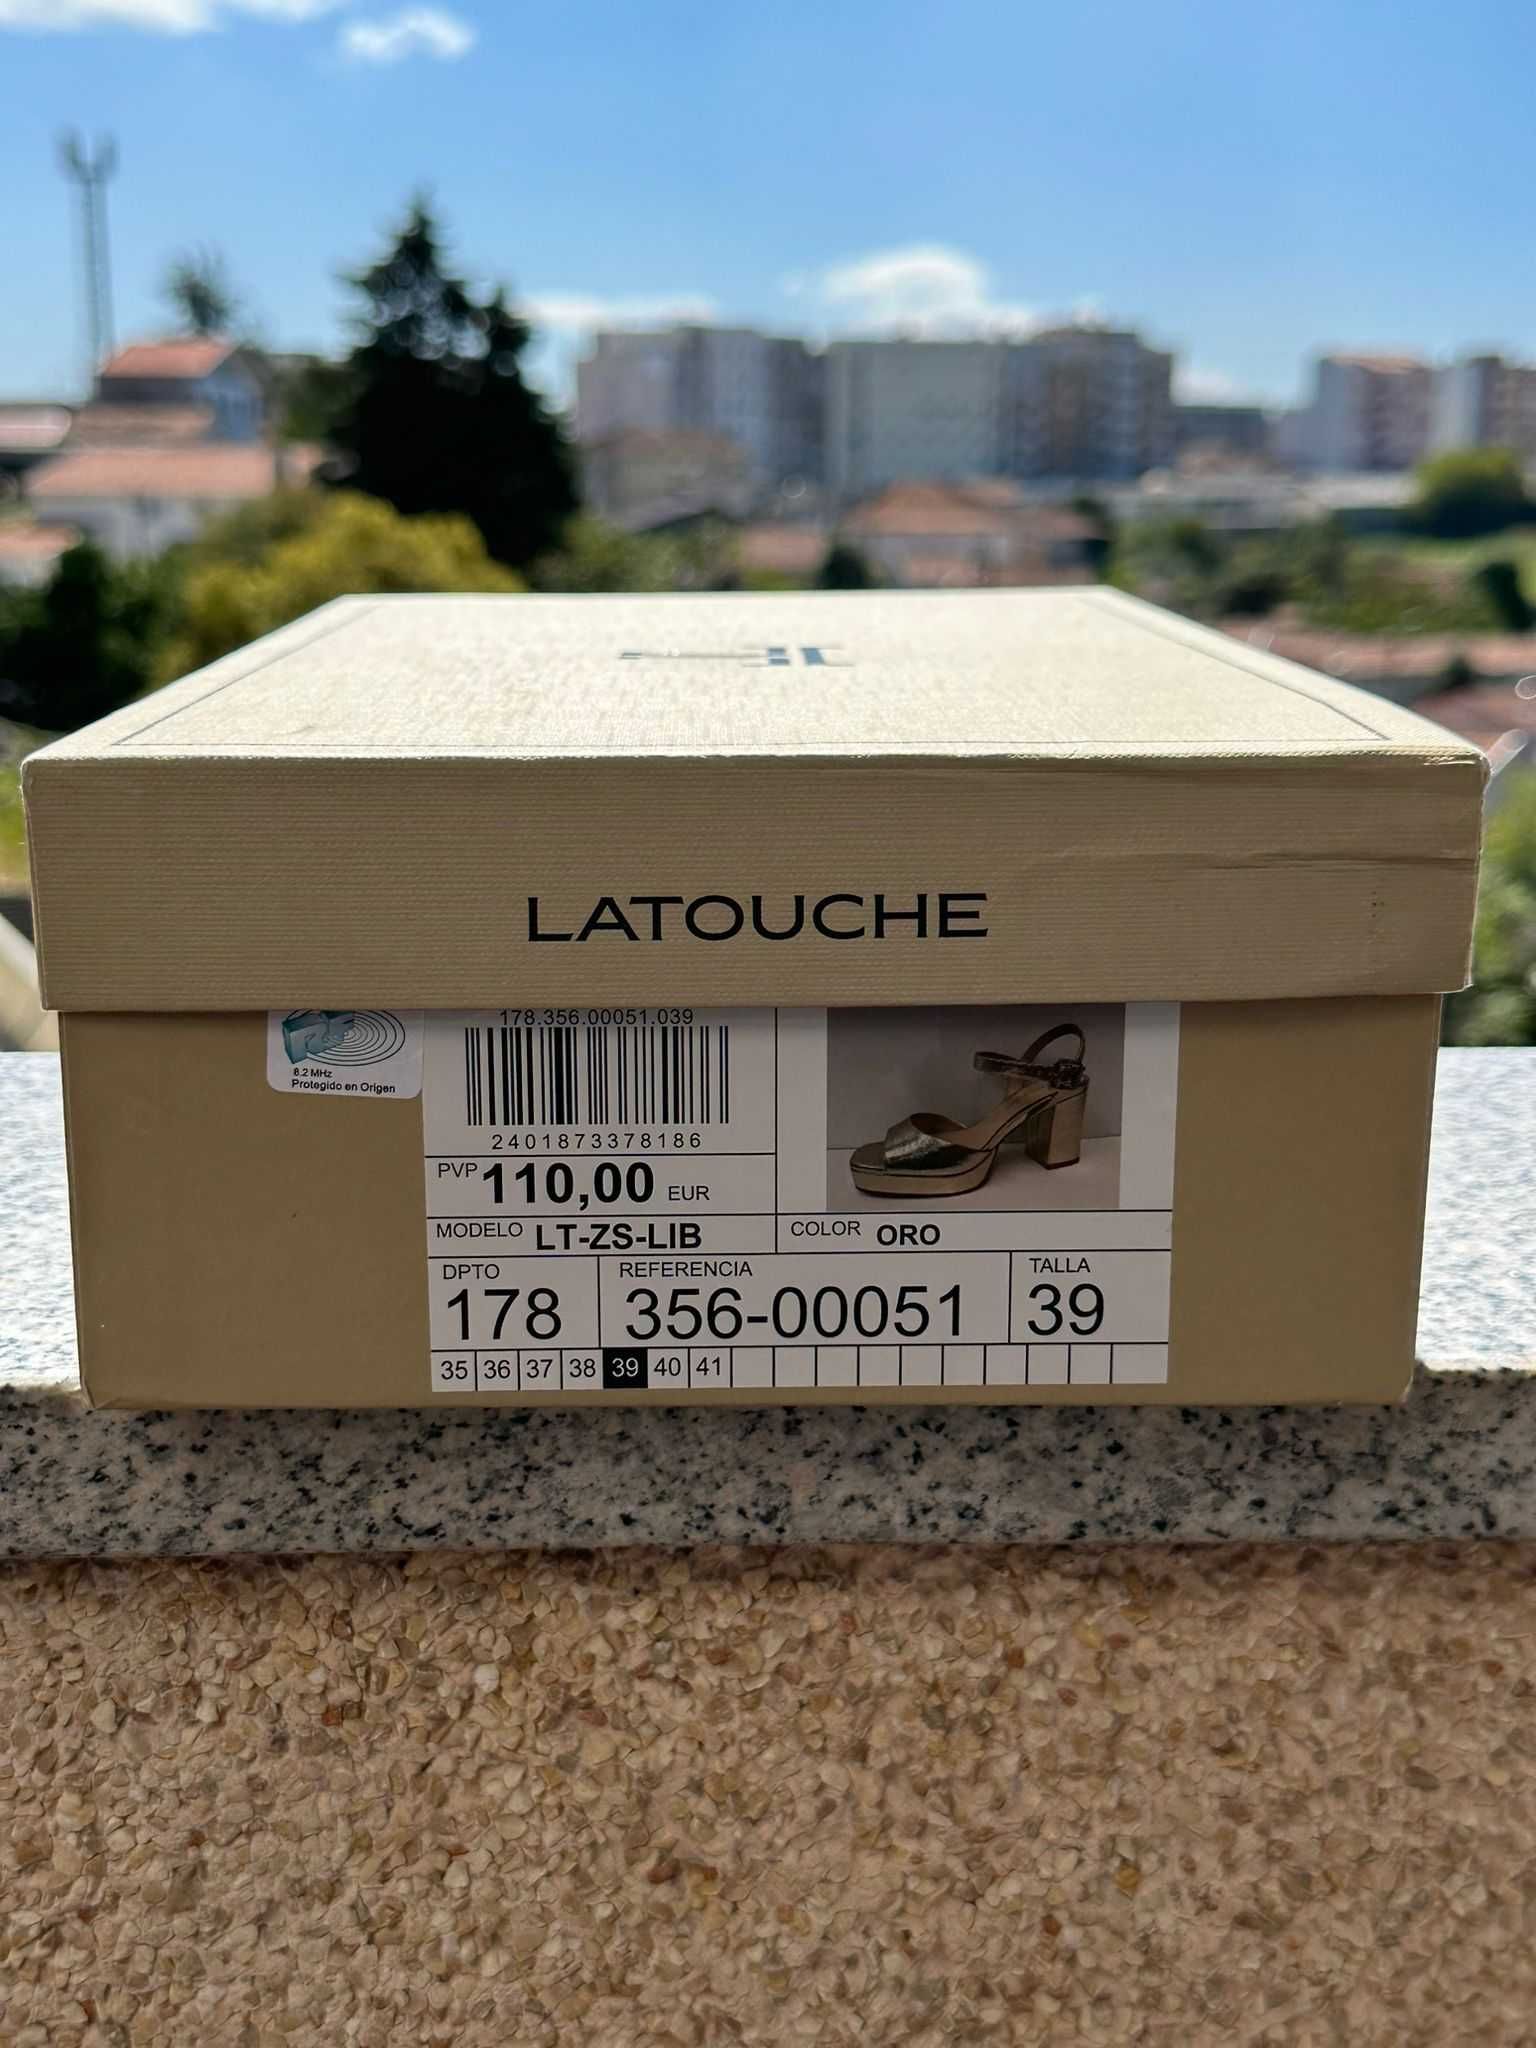 LATOUCHE
8.2 MHz
Protegido en Origen
178.356.00051.039
2401873378186
PVP 110,00 EUR
MODELO LT-ZS-LIB
COLOR ORO
DPTO
178
REFERENCIA
356-00051
TALLA
39
35 36 37 38 39 40 41